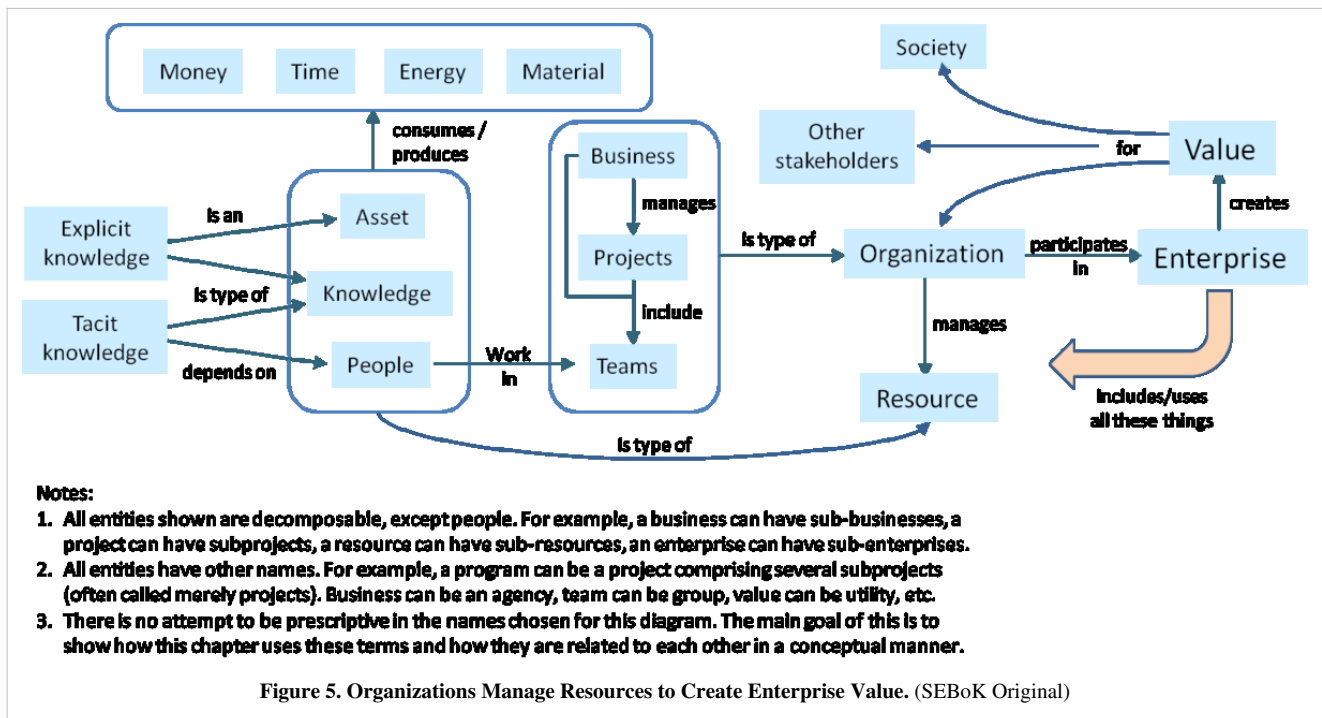 Society
Money
Time
Energy
Material
consumes /
produces
Other
stakeholders
for
Value
Business
manages
creates
Explicit
knowledge
Is an
Asset
Is type of
Organization
participates
in
Enterprise
Projects
Is type of
Knowledge
include
manages
Tacit
knowledge
depends on
People
Work
in
Teams
Resource
Includes/uses
all these things
Is type of
Notes:
1. All entities shown are decomposable, except people. For example, a business can have sub-businesses, a
project can have subprojects, a resource can have sub-resources, an enterprise can have sub-enterprises.
2. All entities have other names. For example, a program can be a project comprising several subprojects
(often called merely projects). Business can be an agency, team can be group, value can be utility, etc.
3. There is no attempt to be prescriptive in the names chosen for this diagram. The main goal of this is to
show how this chapter uses these terms and how they are related to each other in a conceptual manner.
Figure 5. Organizations Manage Resources to Create Enterprise Value. (SEBoK Original)